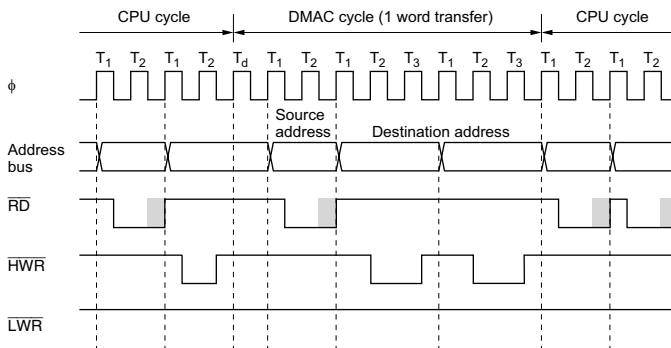 CPU cycle DMAC cycle (1 word transfer) CPU cycle
T1 T2 T1 T2 Td T1 T2 T1 T2 T3 T1 T2 T3 T1 T2 T1 T2
ϕ
Source address
Destination address
Address bus
RD
HWR
LWR